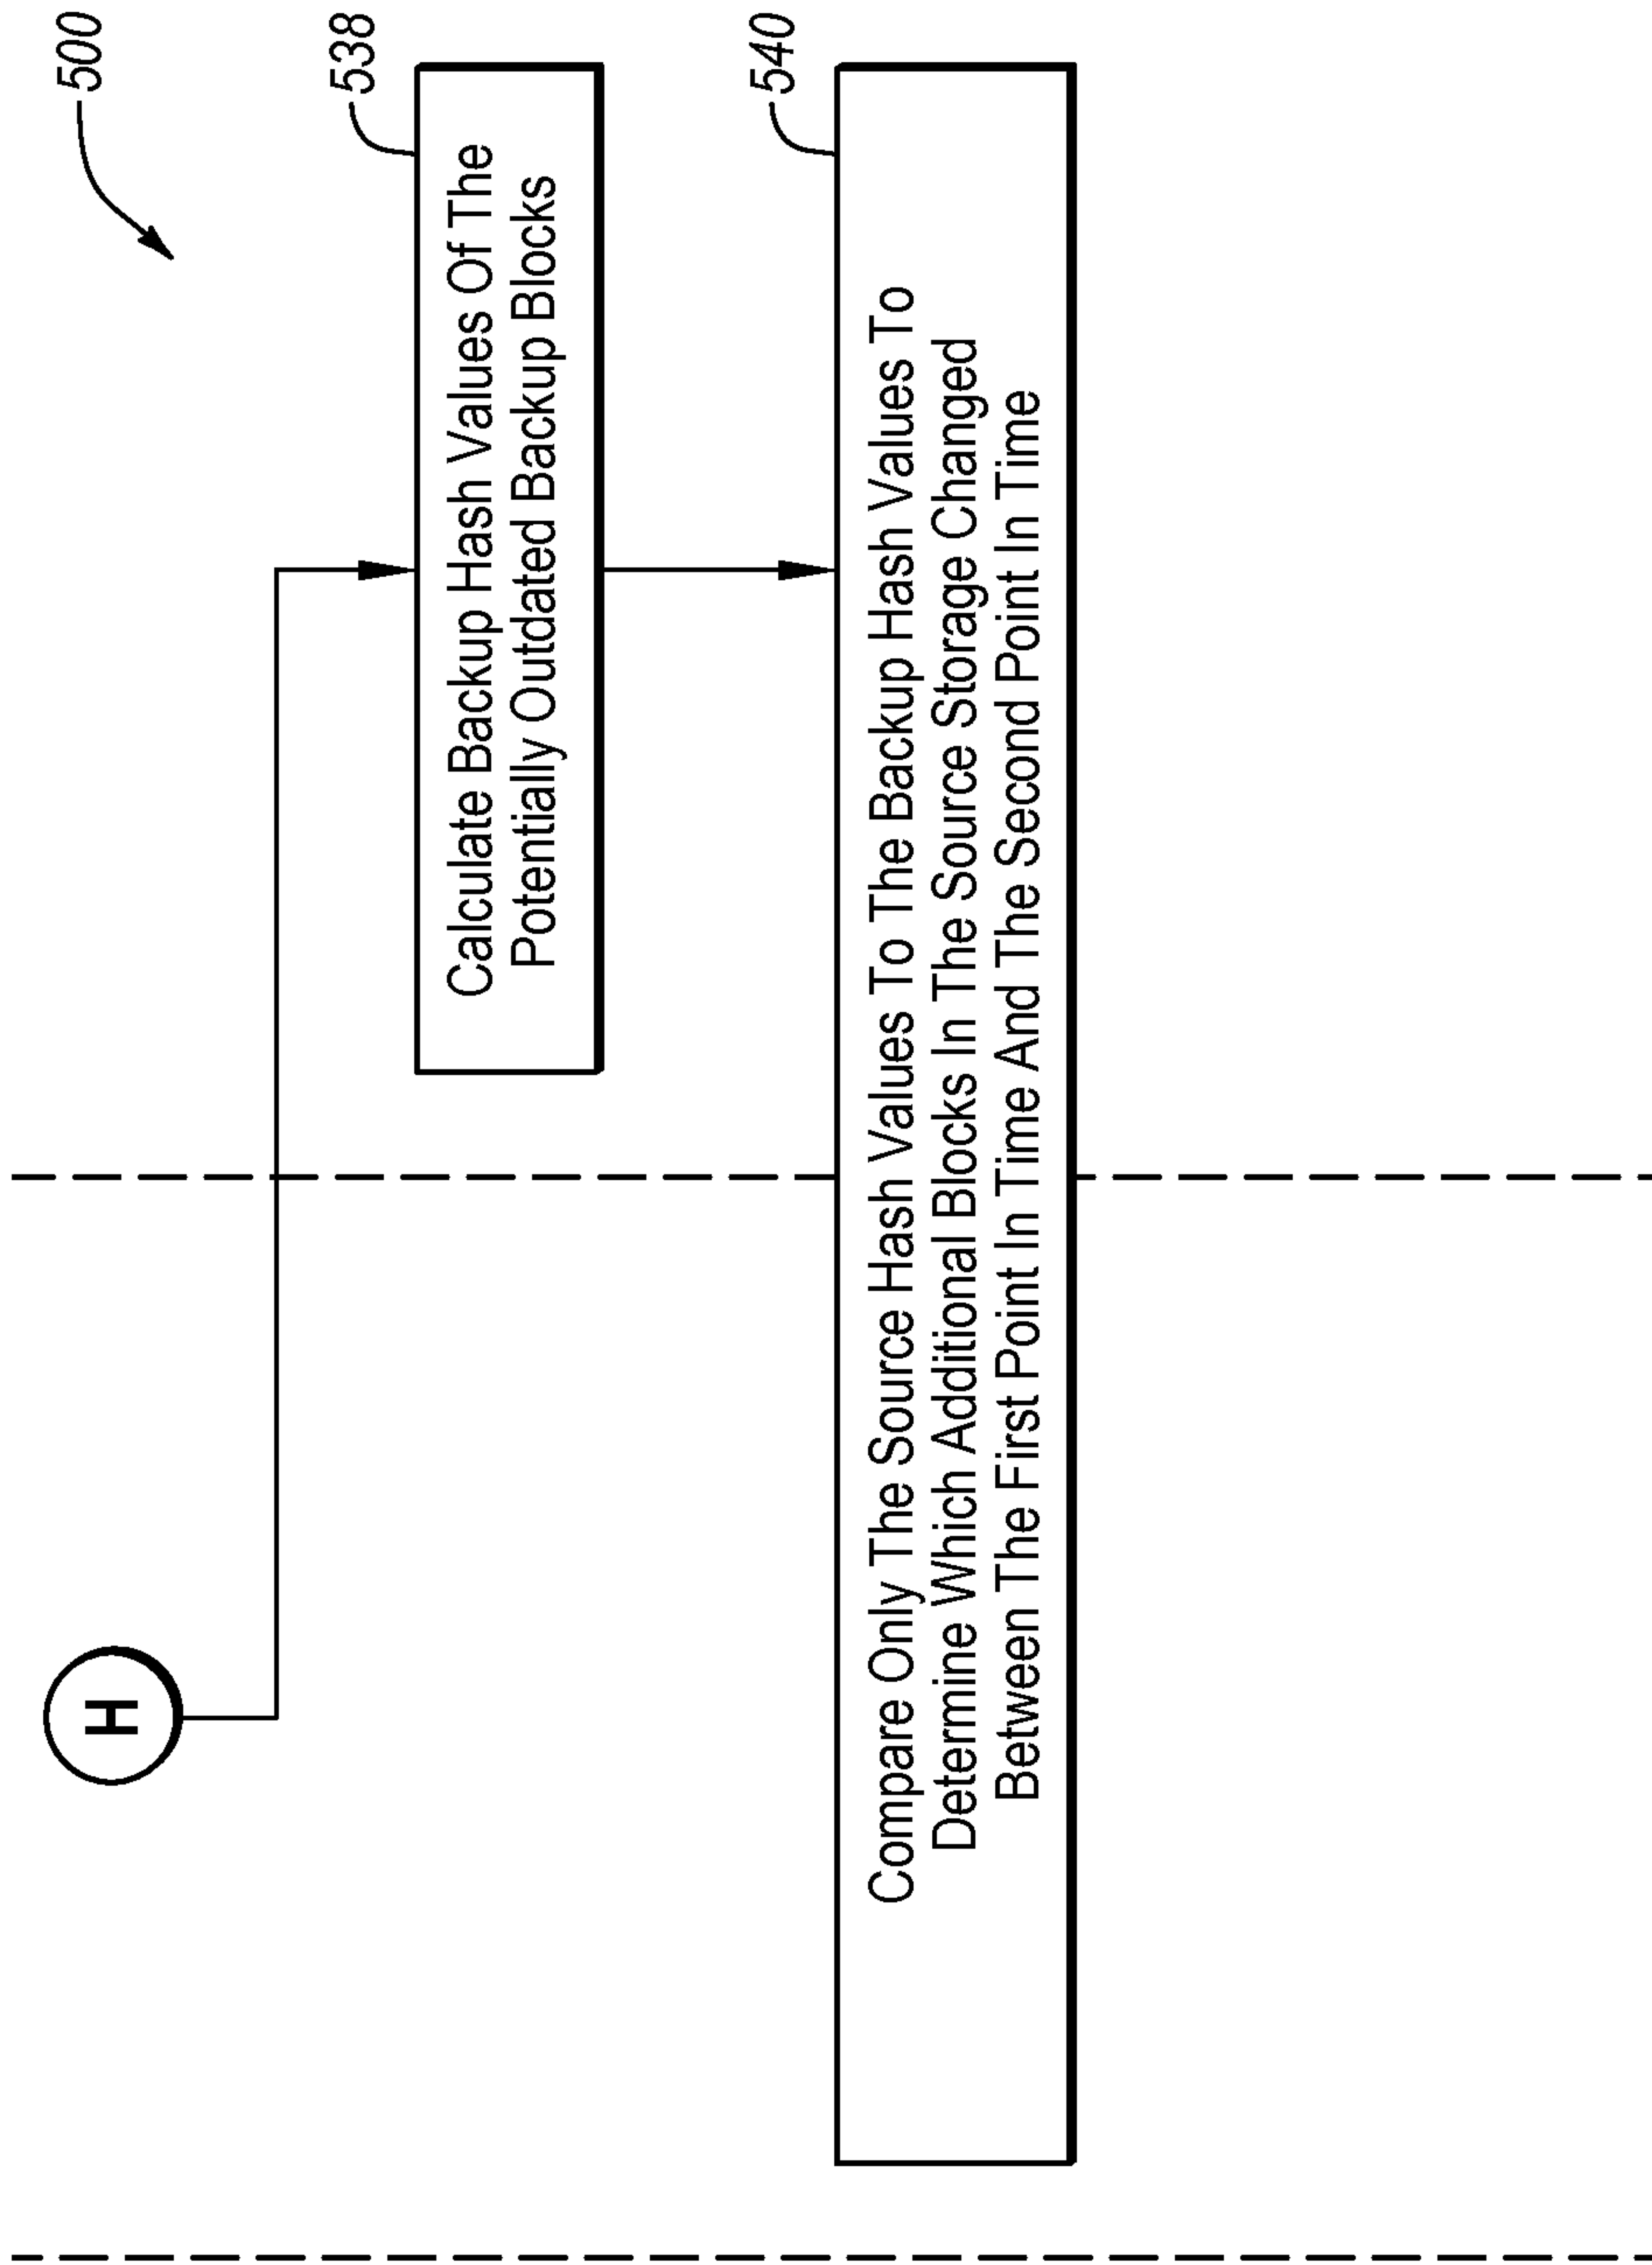 500
H
538
Calculate Backup Hash Values Of The
Potentially Outdated Backup Blocks
540
Compare Only The Source Hash Values To The Backup Hash Values To
Determine Which Additional Blocks In The Source Storage Changed
Between The First Point In Time And The Second Point In Time